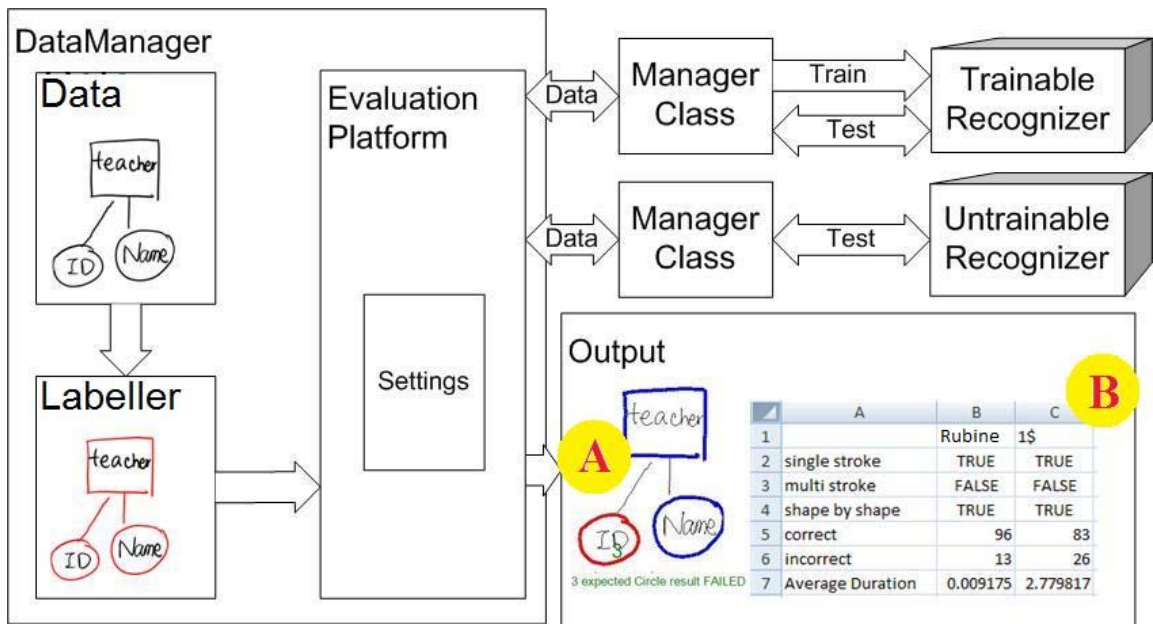 DataManager
Data
teacher
ID
Name
Labeller
teacher
ID
Name
Evaluation
Platform
Settings
Data
Manager
Class
Train
Test
Trainable
Recognizer
Data
Manager
Class
Test
Untrainable
Recognizer
Output
A
teacher
ID
3
Name
3 expected Circle result FAILED
B
A B C
1 Rubine 1$
2 single stroke TRUE TRUE
3 multi stroke FALSE FALSE
4 shape by shape TRUE TRUE
5 correct 96 83
6 incorrect 13 26
7 Average Duration 0.009175 2.779817